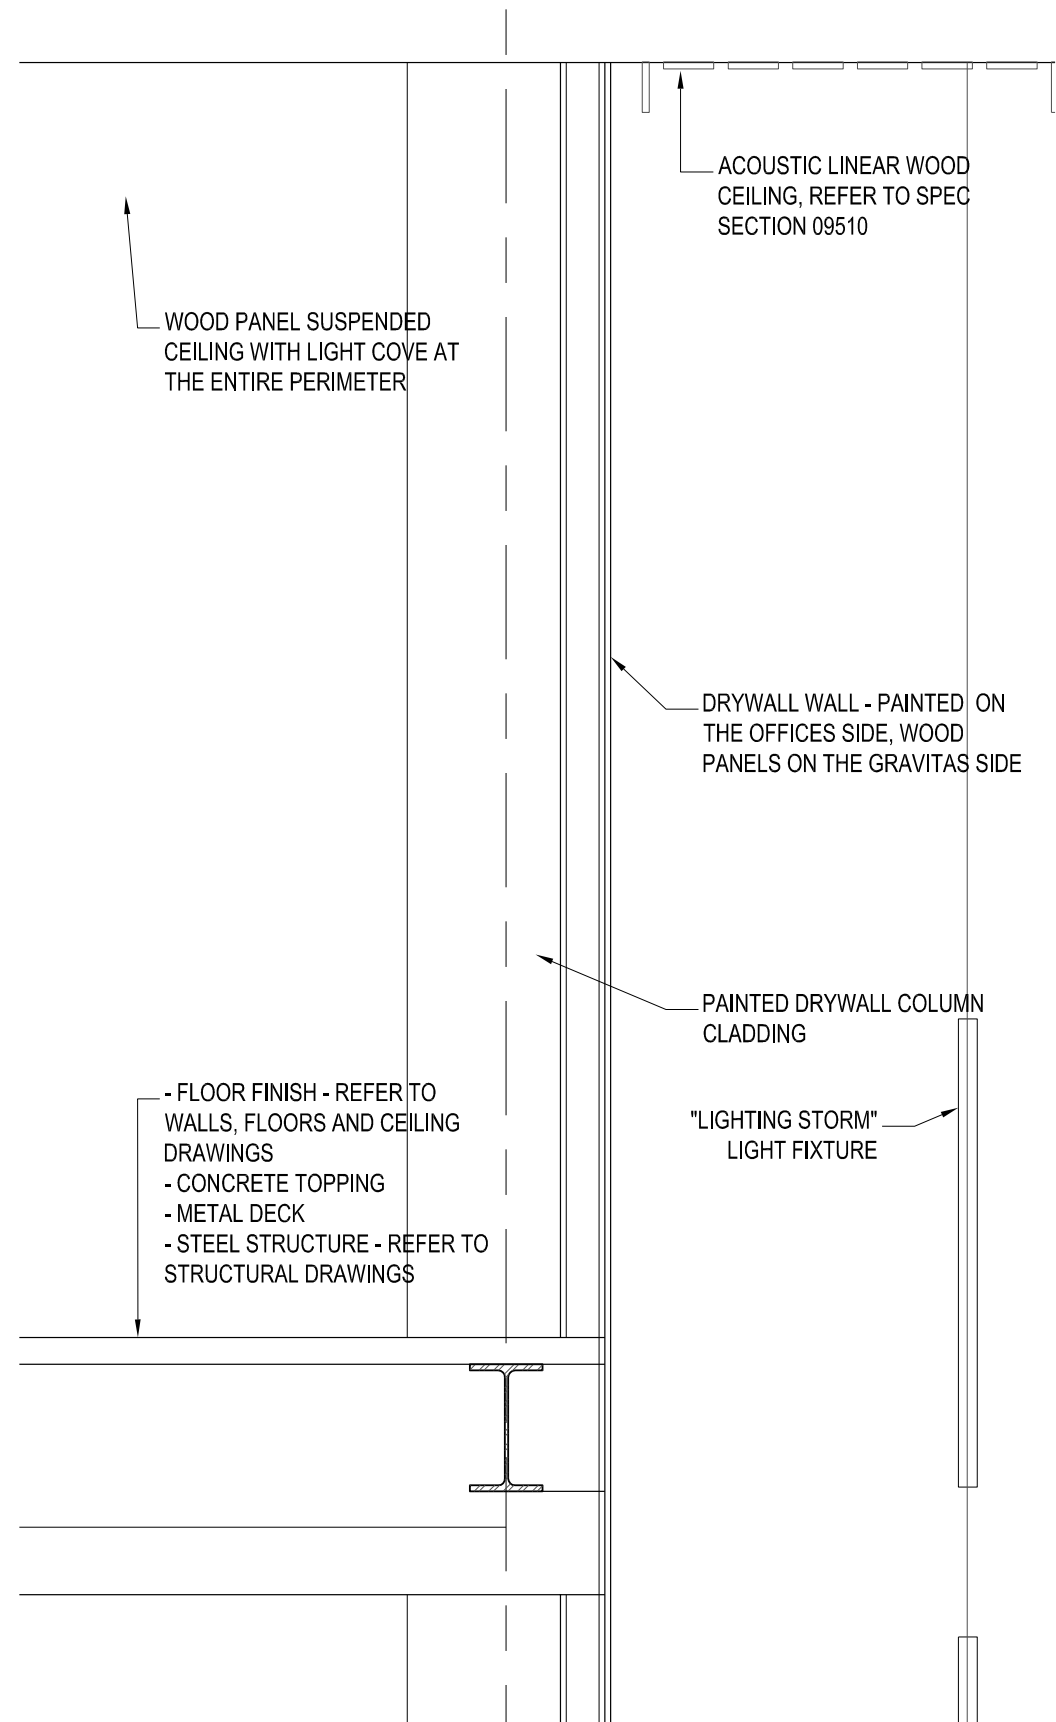 ACOUSTIC LINEAR WOOD
CEILING, REFER TO SPEC
SECTION 09510
WOOD PANEL SUSPENDED
CEILING WITH LIGHT COVE AT
THE ENTIRE PERIMETER
DRYWALL WALL - PAINTED ON
THE OFFICES SIDE, WOOD
PANELS ON THE GRAVITAS SIDE
PAINTED DRYWALL COLUMN
CLADDING
- FLOOR FINISH - REFER TO
WALLS, FLOORS AND CEILING
DRAWINGS
- CONCRETE TOPPING
- METAL DECK
- STEEL STRUCTURE - REFER TO
STRUCTURAL DRAWINGS
"LIGHTING STORM"
LIGHT FIXTURE